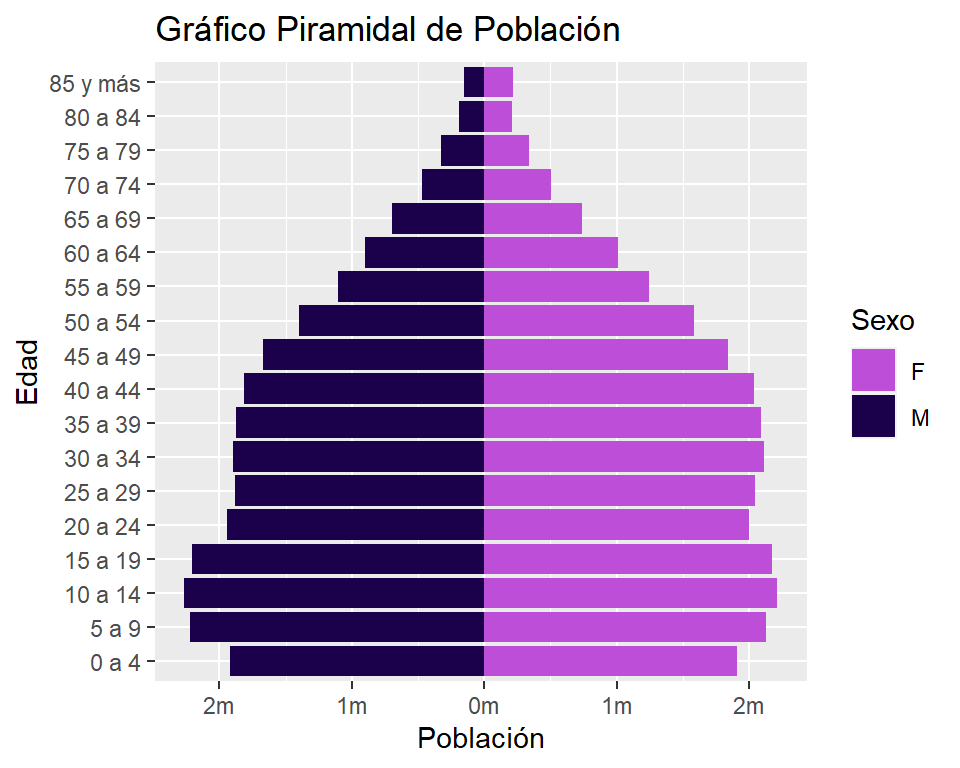 Gráfico Piramidal de Población
85 y más
80 a 84
75 a 79
70 a 74
65 a 69
60 a 64
55 a 59
50 a 54
45 a 49
40 a 44
35 a 39
30 a 34
25 a 29
20 a 24
15 a 19
10 a 14
5 a 9
0 a 4
Edad
2m 1m 0m 1m 2m
Población
Sexo
F
M